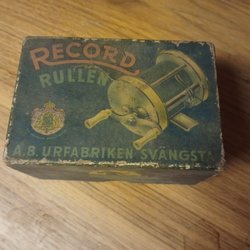 RECORD
RULLEN
A.B. URFABRIKEN SVÄNGSTA